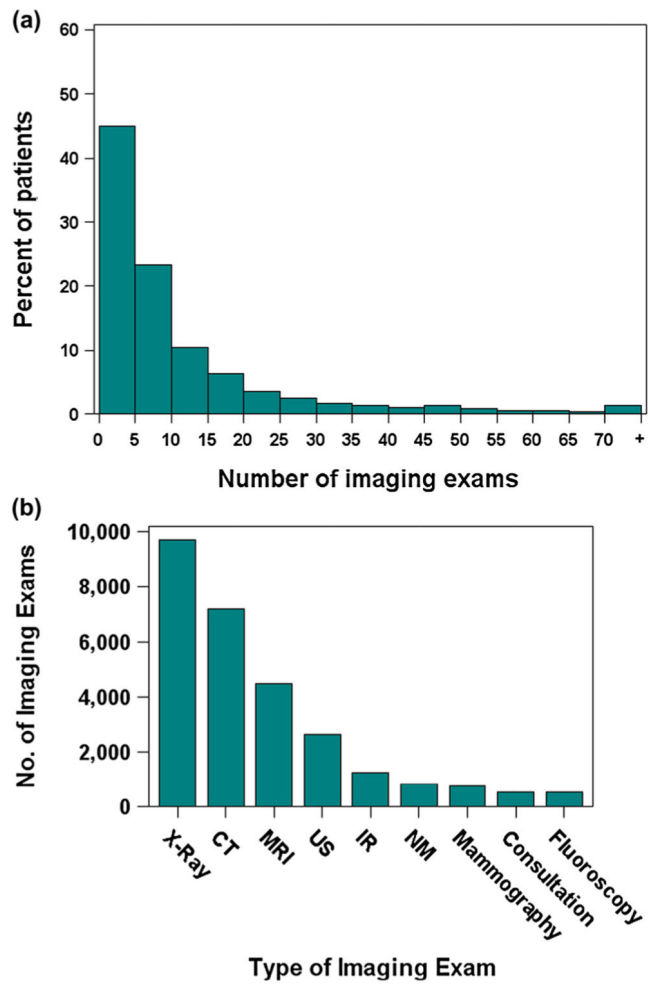 (a)
60
50
40
30
20
10
0
Percent of patients
0 5 10 15 20 25 30 35 40 45 50 55 60 65 70 +
Number of imaging exams
(b)
10,000
8,000
6,000
4,000
2,000
0
No. of Imaging Exams
X-Ray CT MRI US IR NM Mammography Consultation Fluoroscopy
Type of Imaging Exam